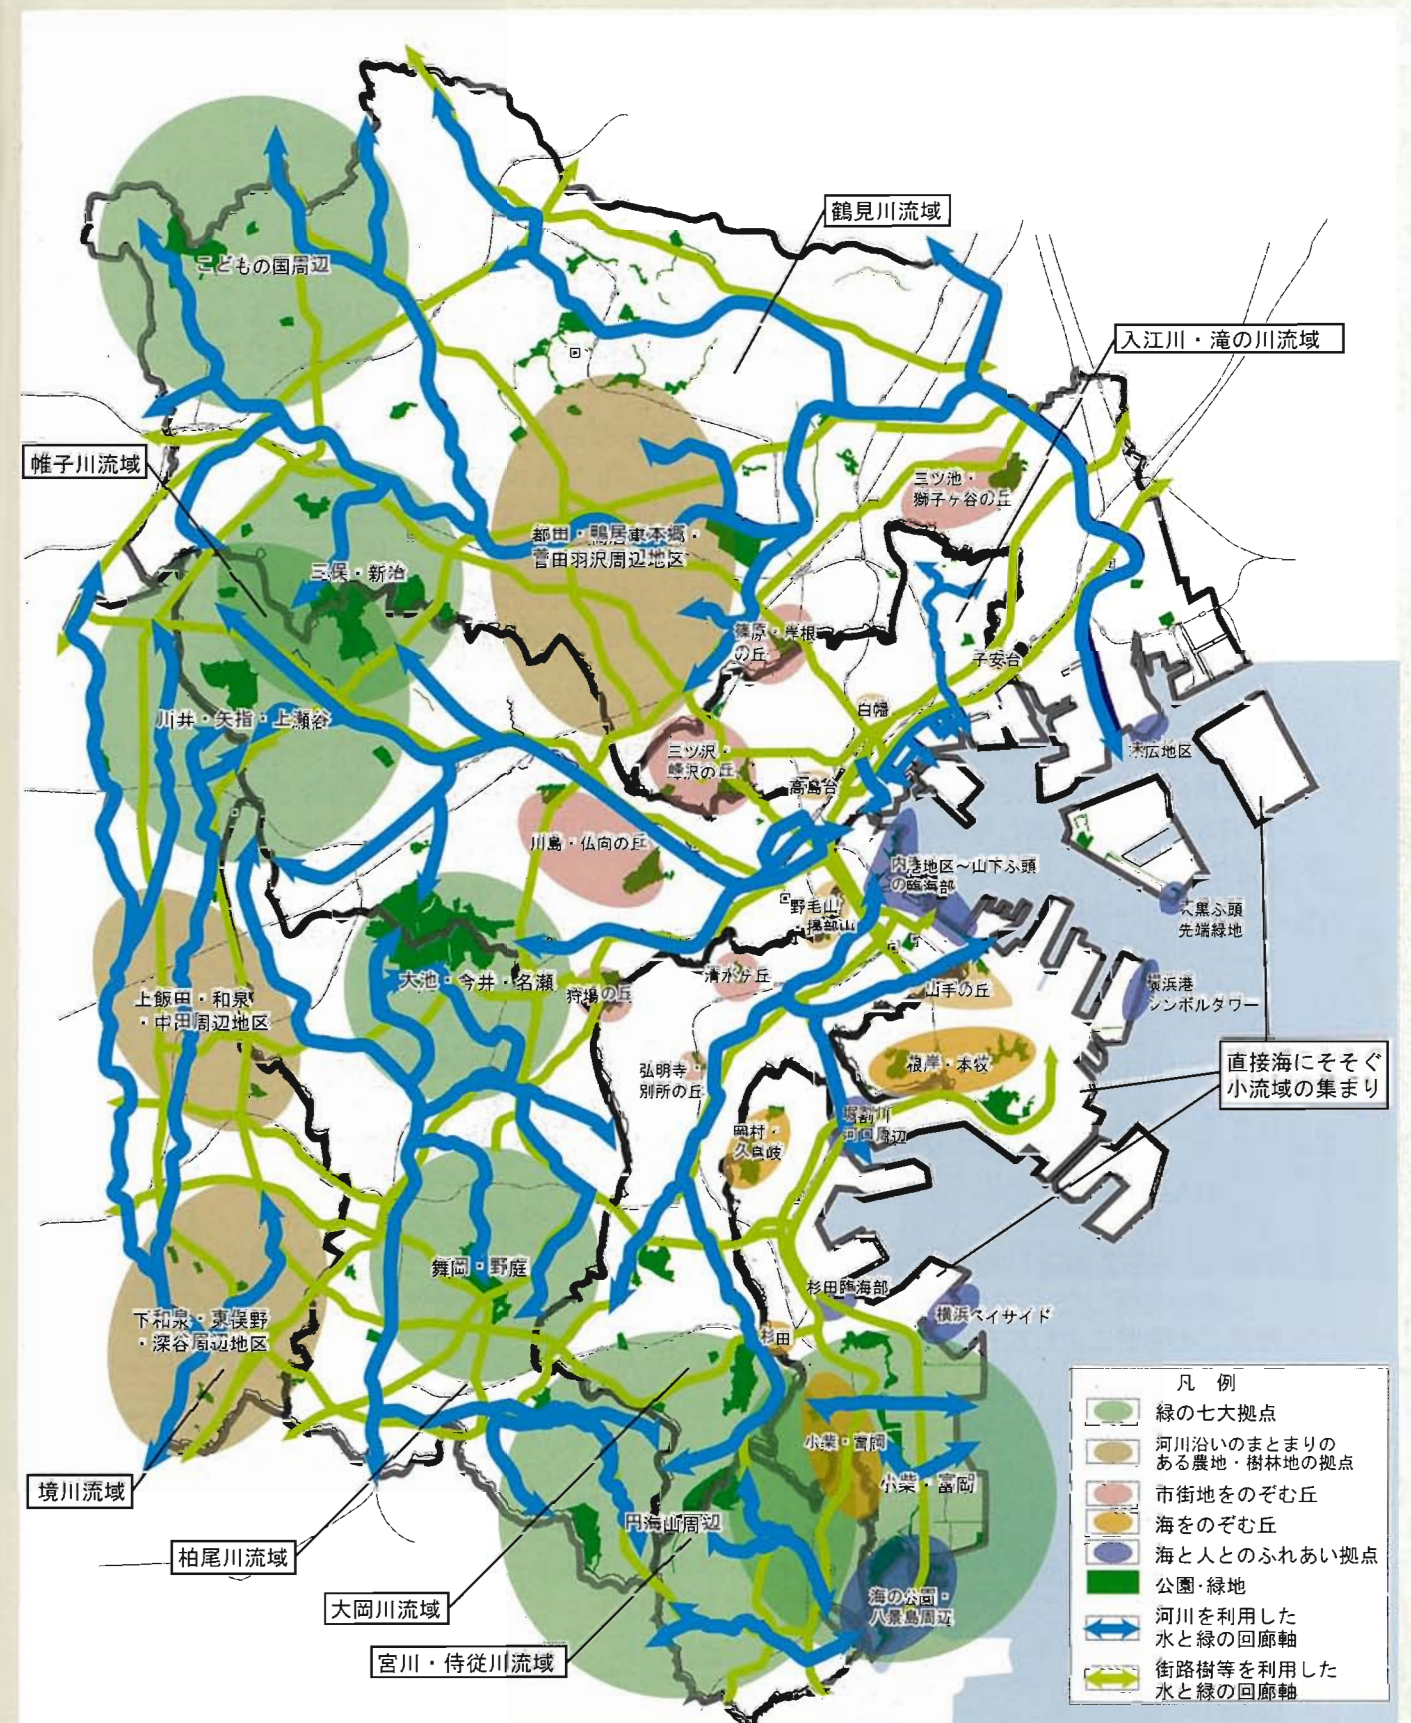 鶴見川流域
こどもの国周辺
入江川・滝の川流域
帷子川流域
三ツ池・
獅子ヶ谷の丘
都田・鴨居東本郷・
菅田羽沢周辺地区
三保・新治
篠原・岸根
の丘
子安台
川井・矢指・上瀬谷
白幡
三ツ沢・
峰沢の丘
末広地区
高島台
川島・仏向の丘
内港地区～山下ふ頭
の臨海部
野毛山
掃部山
大黒ふ頭
先端緑地
大池・今井・名瀬
狩場の丘
清水ヶ丘
山手の丘
横浜港
シンボルタワー
上飯田・和泉
・中田周辺地区
根岸・本牧
弘明寺・
別所の丘
直接海にそそぐ
小流域の集まり
堀割川
河口周辺
岡村・
久良岐
舞岡・野庭
杉田臨海部
横浜ベイサイド
下和泉・東俣野
・深谷周辺地区
杉田
小柴・富岡
小柴・富岡
境川流域
円海山周辺
柏尾川流域
大岡川流域
海の公園・
八景島周辺
宮川・侍従川流域
凡 例
緑の七大拠点
河川沿いのまとまりの
ある農地・樹林地の拠点
市街地をのぞむ丘
海をのぞむ丘
海と人とのふれあい拠点
公園・緑地
河川を利用した
水と緑の回廊軸
街路樹等を利用した
水と緑の回廊軸